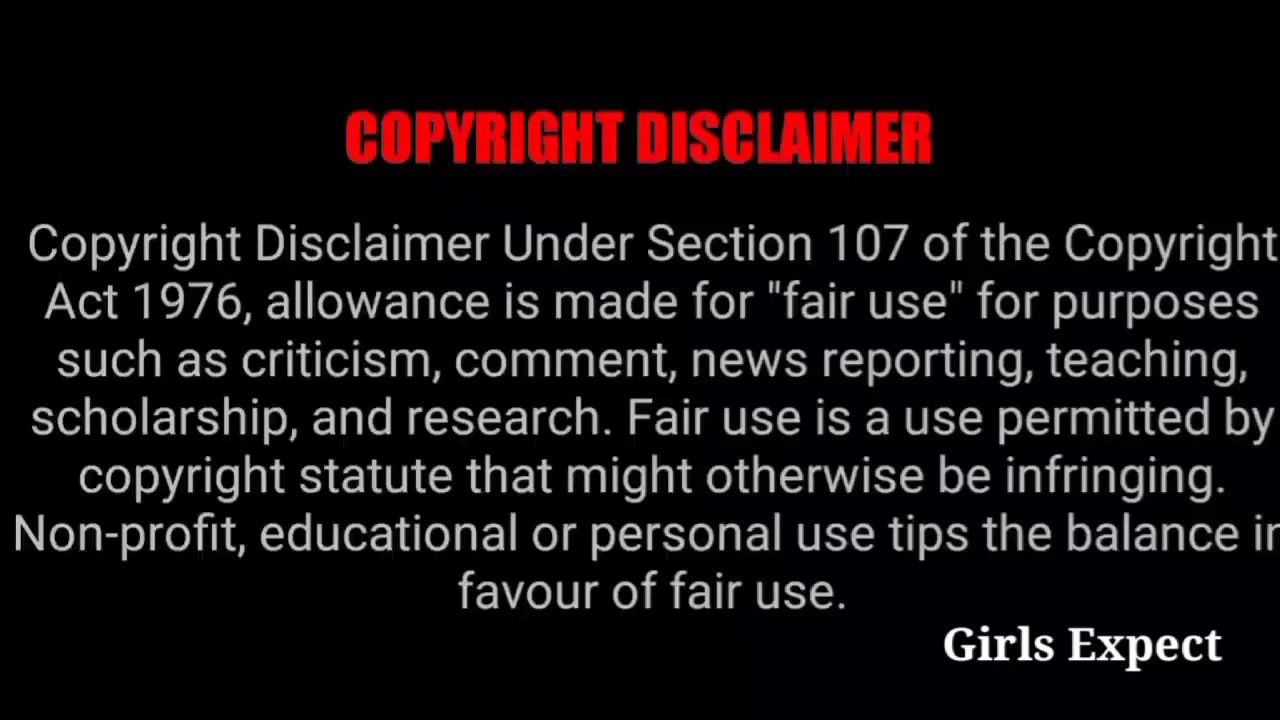 COPYRIGHT DISCLAIMER
Copyright Disclaimer Under Section 107 of the Copyright
Act 1976, allowance is made for "fair use" for purposes
such as criticism, comment, news reporting, teaching,
scholarship, and research. Fair use is a use permitted by
copyright statute that might otherwise be infringing.
Non-profit, educational or personal use tips the balance in
favour of fair use.
Girls Expect